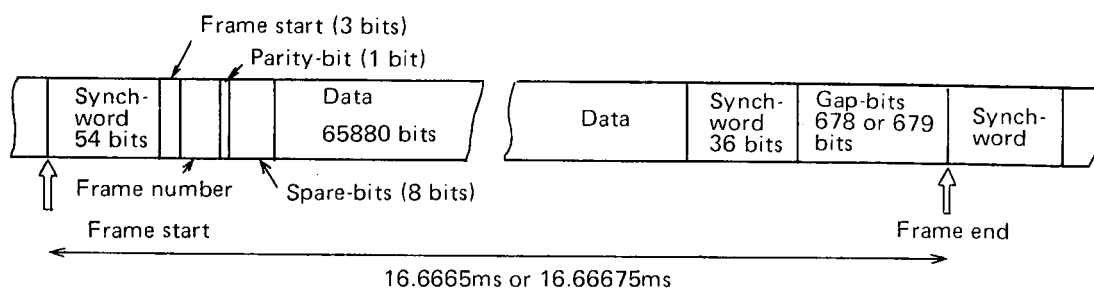 Frame start (3 bits)
Parity-bit (1 bit)
Synch-
word
54 bits
Data
65880 bits
Data
Synch-
word
36 bits
Gap-bits
678 or 679
bits
Synch-
word
Frame number
Spare-bits (8 bits)
Frame start
Frame end
16.6665ms or 16.66675ms